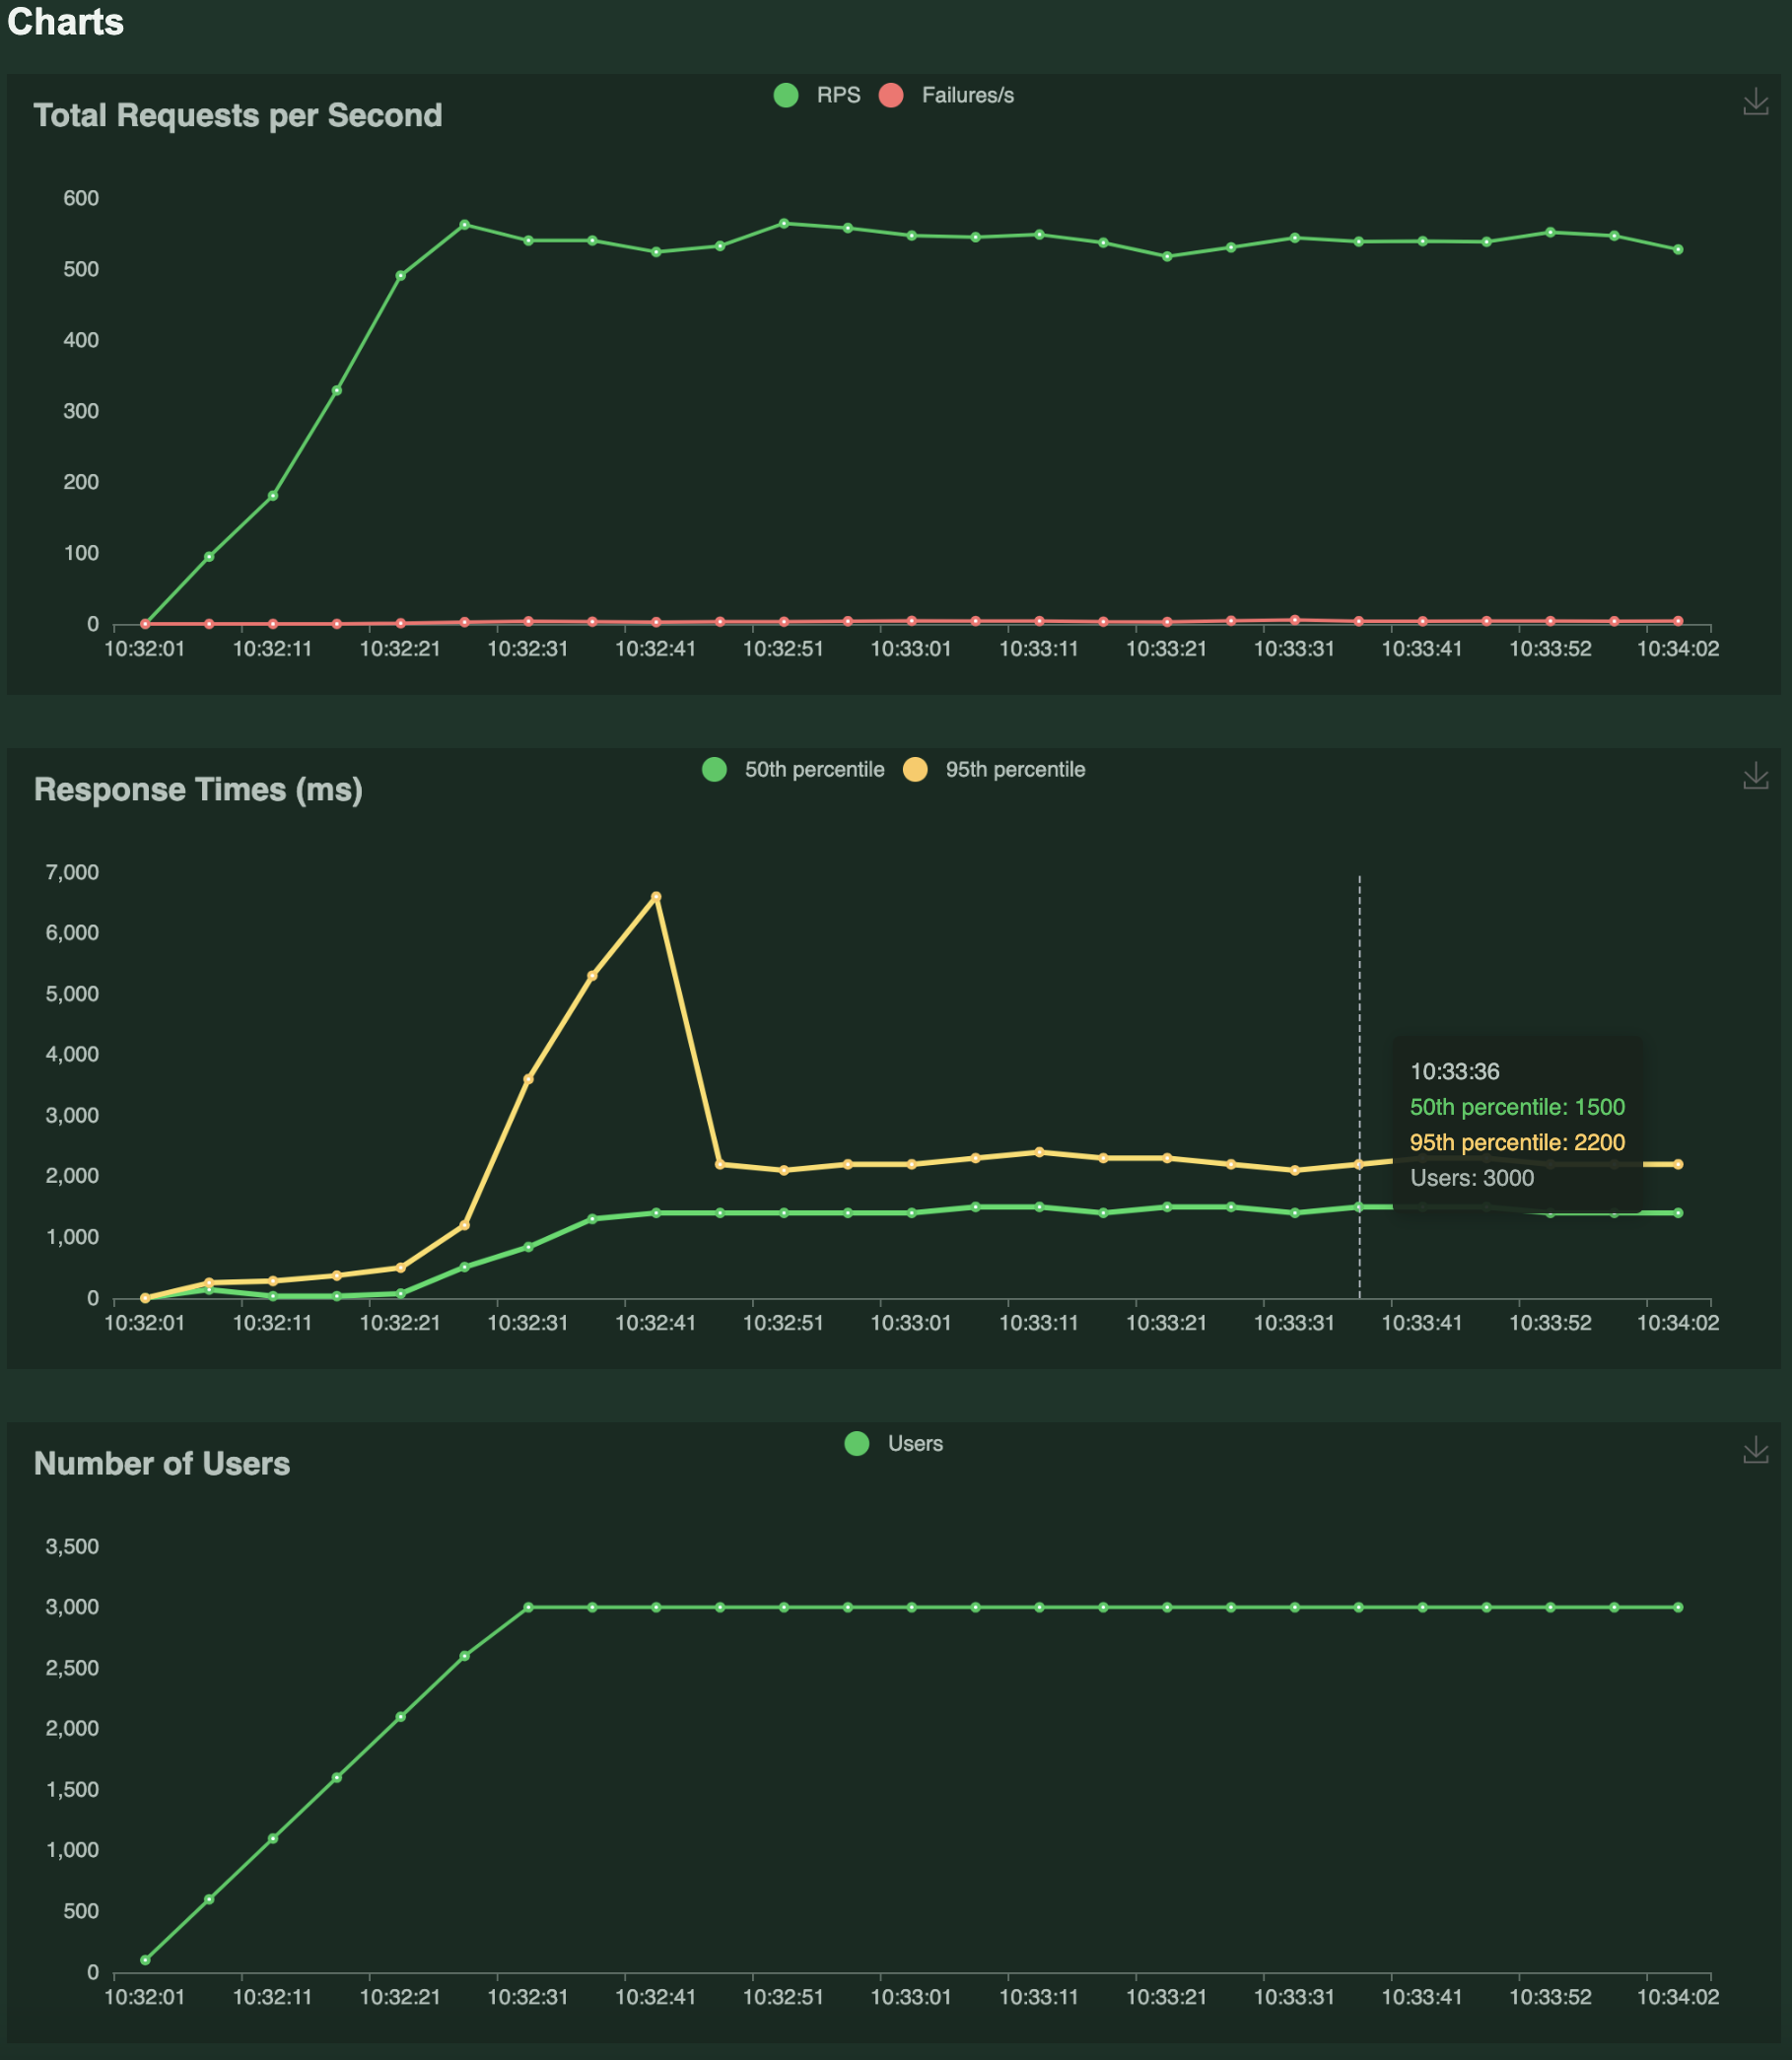 Charts
RPS Failures/s
Total Requests per Second
600
500
400
300
200
100
0
10:32:01 10:32:11 10:32:21 10:32:31 10:32:41 10:32:51 10:33:01 10:33:11 10:33:21 10:33:31 10:33:41 10:33:52 10:34:02
50th percentile 95th percentile
Response Times (ms)
7,000
6,000
5,000
4,000
3,000
2,000
1,000
0
10:33:36
50th percentile: 1500
95th percentile: 2200
Users: 3000
10:32:01 10:32:11 10:32:21 10:32:31 10:32:41 10:32:51 10:33:01 10:33:11 10:33:21 10:33:31 10:33:41 10:33:52 10:34:02
Users
Number of Users
3,500
3,000
2,500
2,000
1,500
1,000
500
0
10:32:01 10:32:11 10:32:21 10:32:31 10:32:41 10:32:51 10:33:01 10:33:11 10:33:21 10:33:31 10:33:41 10:33:52 10:34:02